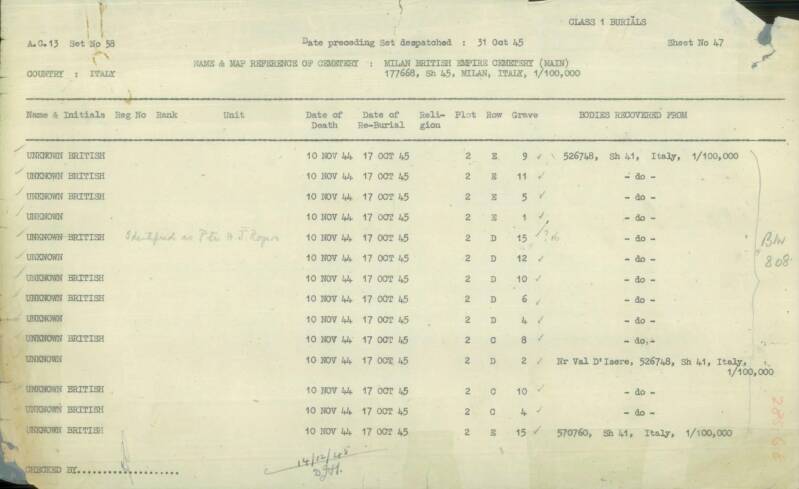 CLASS 1 BURIALS
A.G.13 Set No 58 Date preceding Set despatched : 31 Oct 45 Sheet No 47
NAME & MAP REFERENCE OF CEMETERY : MILAN BRITISH EMPIRE CEMETERY (MAIN)
COUNTRY : ITALY 177668, Sh 45, MILAN, ITALY, 1/100,000
Name & Initials Reg No Rank Unit Date of Death Date of Re-Burial Reli-gion Plot Row Grave BODIES RECOVERED FROM
UNKNOWN BRITISH 10 NOV 44 17 OCT 45 2 E 9 ✓ 526748, Sh 41, Italy, 1/100,000
UNKNOWN BRITISH 10 NOV 44 17 OCT 45 2 E 11 ✓ - do -
UNKNOWN BRITISH 10 NOV 44 17 OCT 45 2 E 5 ✓ - do -
UNKNOWN 10 NOV 44 17 OCT 45 2 E 1 ✓ - do -
UNKNOWN BRITISH Identified as Pte H J Roper 10 NOV 44 17 OCT 45 2 D 15 ✓ - do - B/W
UNKNOWN 10 NOV 44 17 OCT 45 2 D 12 ✓ - do - 808
UNKNOWN BRITISH 10 NOV 44 17 OCT 45 2 D 10 ✓ - do -
UNKNOWN BRITISH 10 NOV 44 17 OCT 45 2 D 6 ✓ - do -
UNKNOWN 10 NOV 44 17 OCT 45 2 D 4 ✓ - do -
UNKNOWN BRITISH 10 NOV 44 17 OCT 45 2 C 8 ✓ - do -
UNKNOWN 10 NOV 44 17 OCT 45 2 D 2 ✓ Nr Val D'Isere, 526748, Sh 41, Italy,
1/100,000
UNKNOWN BRITISH 10 NOV 44 17 OCT 45 2 C 10 ✓ - do -
UNKNOWN BRITISH 10 NOV 44 17 OCT 45 2 C 4 ✓ - do -
UNKNOWN BRITISH 10 NOV 44 17 OCT 45 2 E 15 ✓ 570760, Sh 41, Italy, 1/100,000
14/12/45
CHECKED BY....................